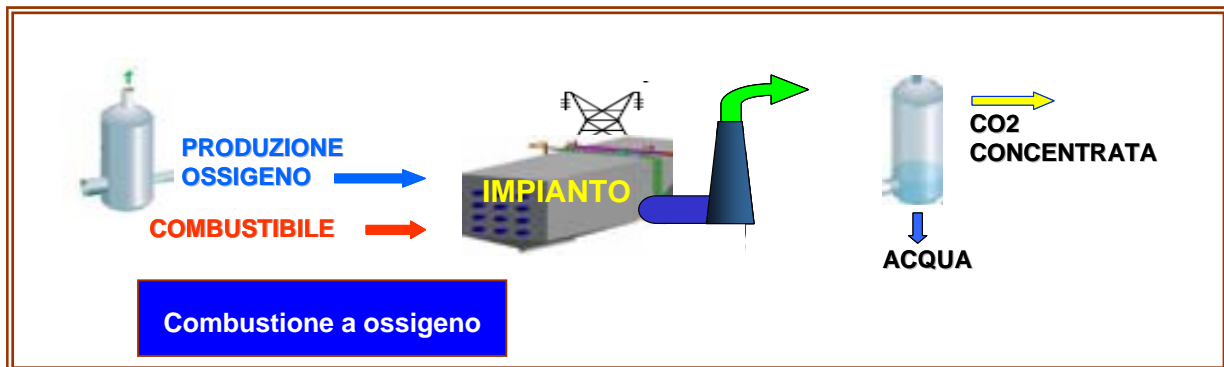 PRODUZIONE
OSSIGENO
COMBUSTIBILE
IMPIANTO
CO2
CONCENTRATA
ACQUA
Combustione a ossigeno